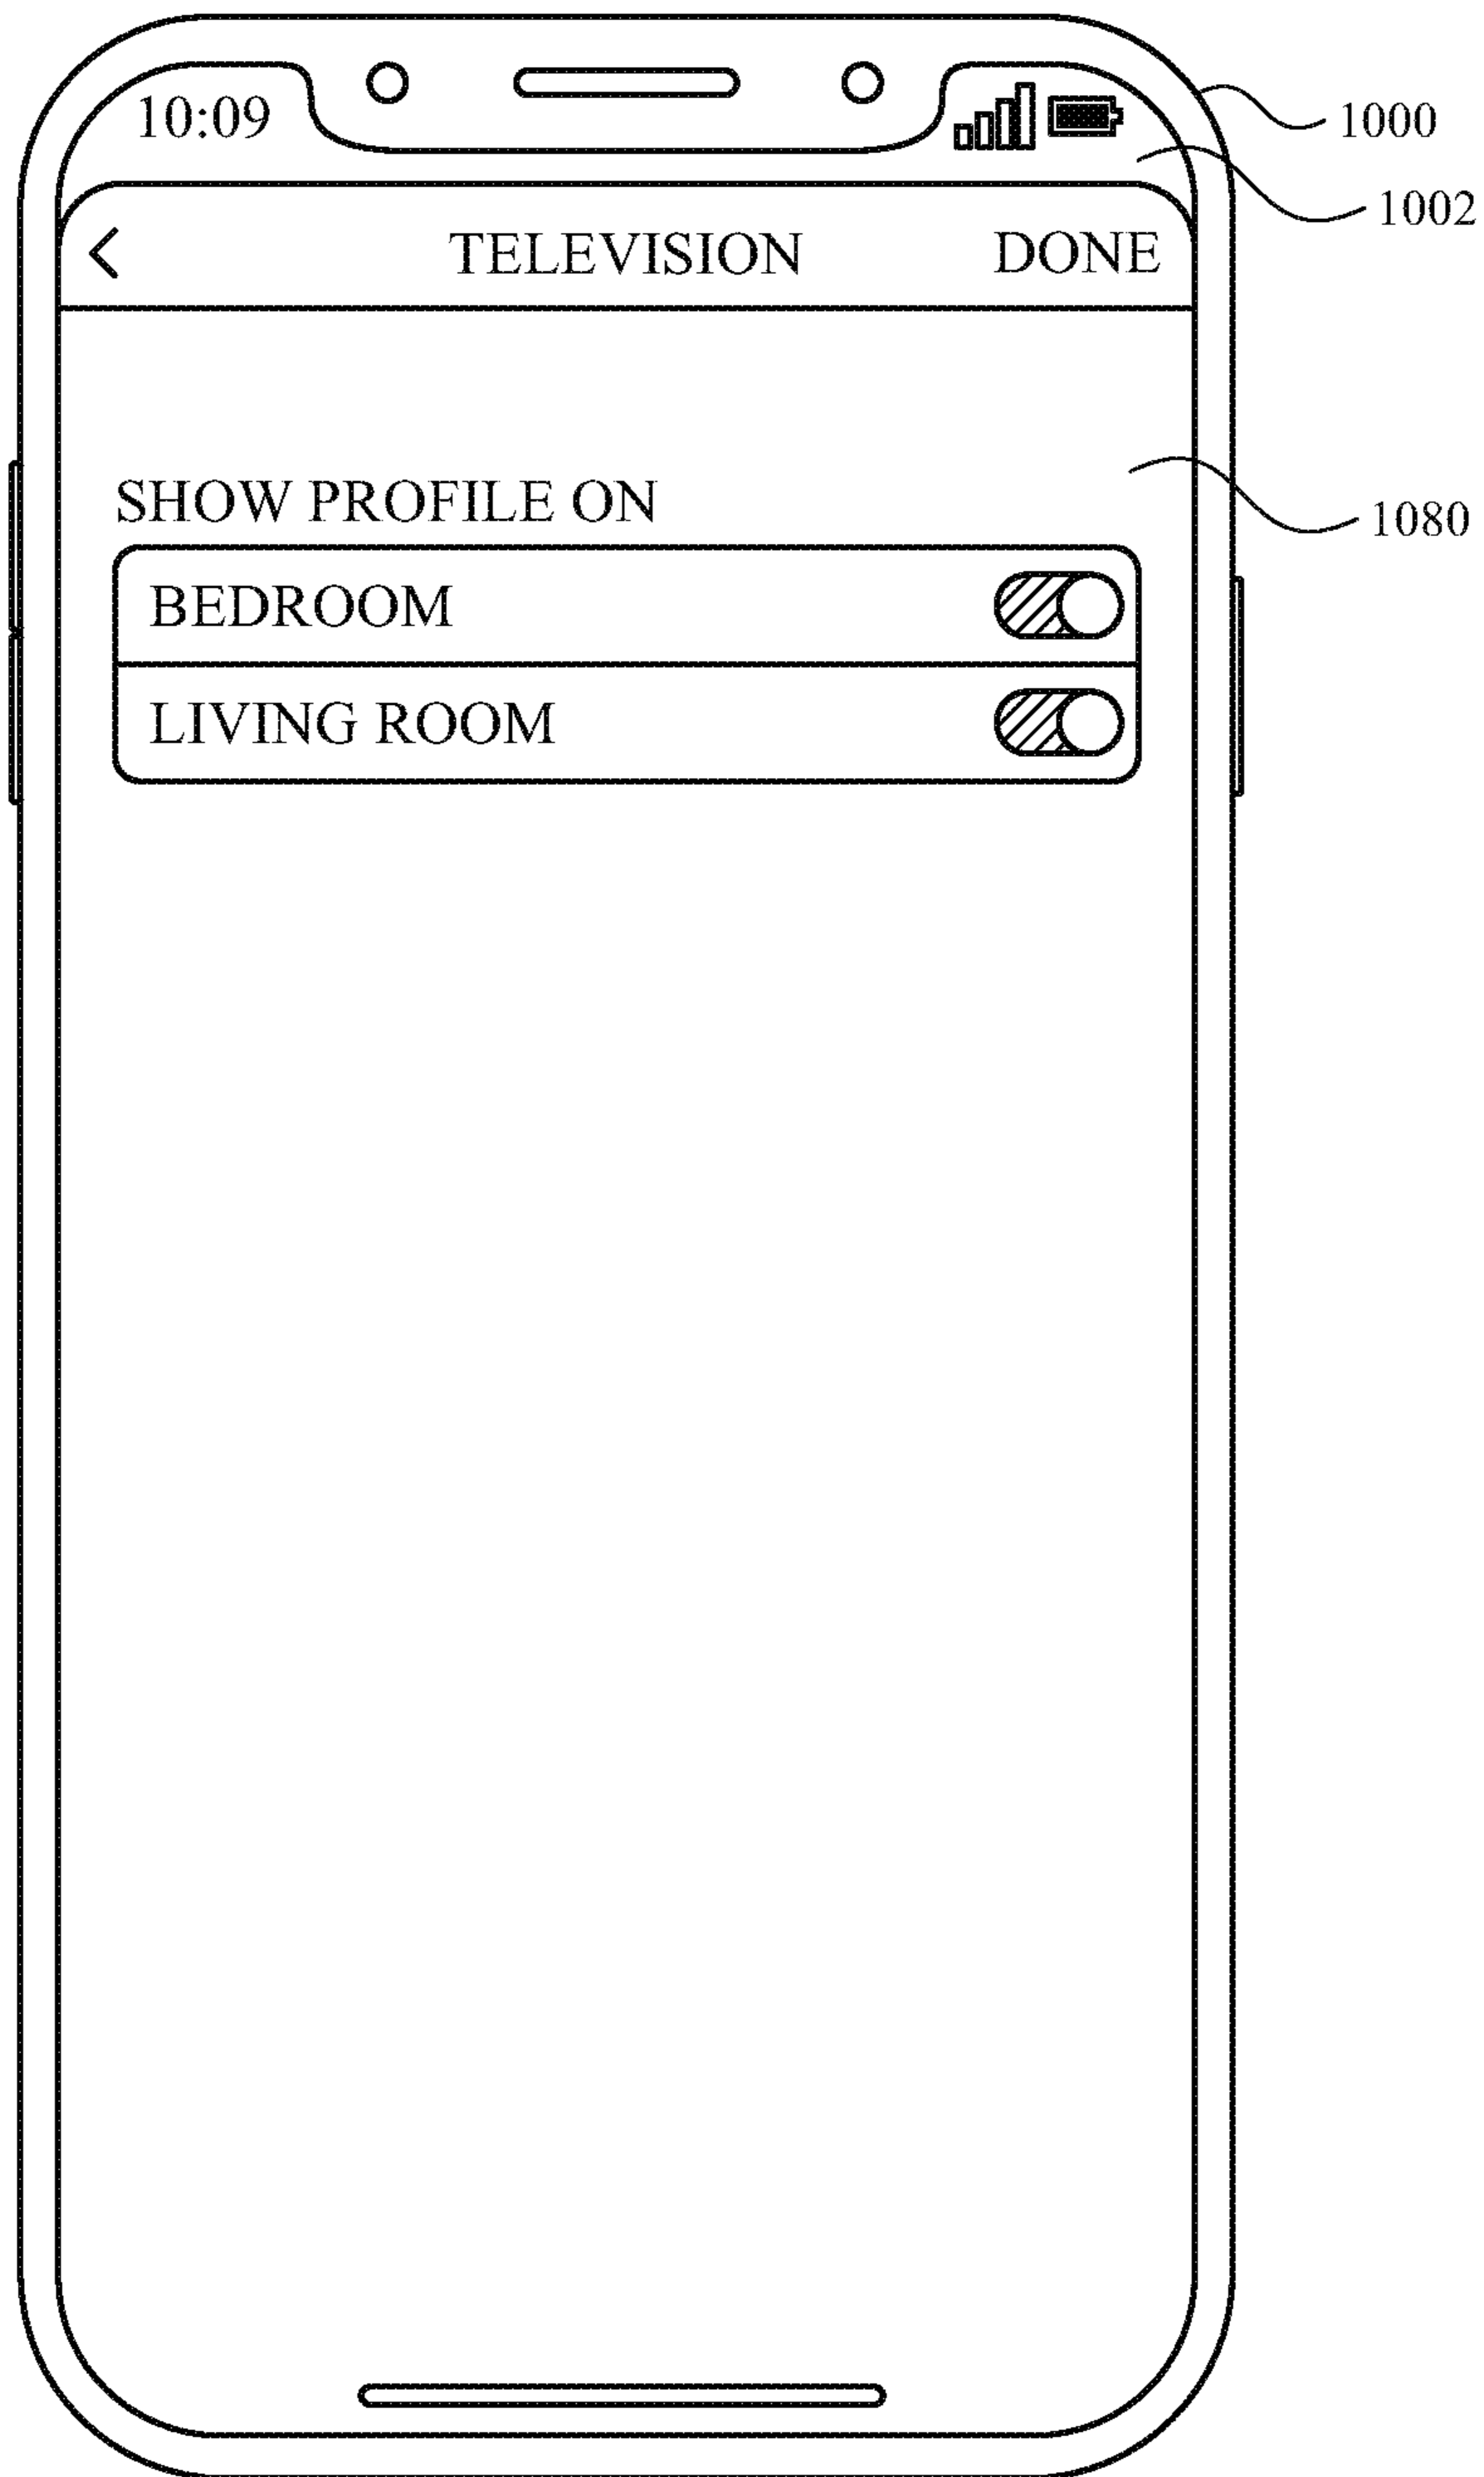 10:09
1000
1002
TELEVISION DONE
SHOW PROFILE ON
1080
BEDROOM
LIVING ROOM